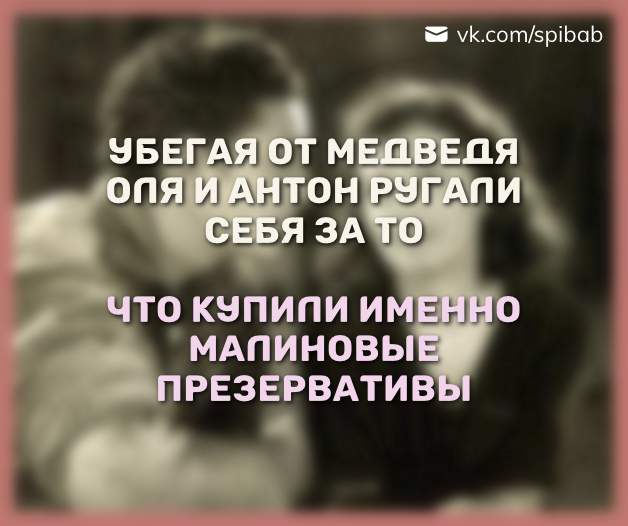 vk.com/spibab
УБЕГАЯ ОТ МЕДВЕДЯ
ОЛЯ И АНТОН РУГАЛИ
СЕБЯ ЗА ТО
ЧТО КУПИЛИ ИМЕННО
МАЛИНОВЫЕ
ПРЕЗЕРВАТИВЫ